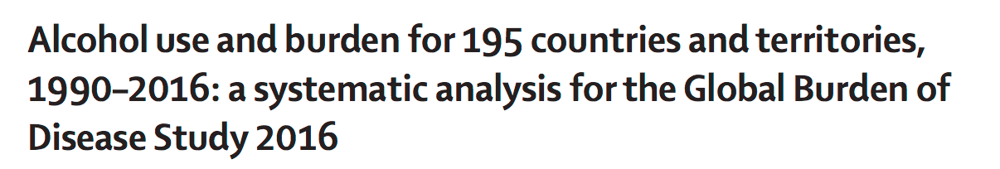 Alcohol use and burden for 195 countries and territories,
1990–2016: a systematic analysis for the Global Burden of
Disease Study 2016